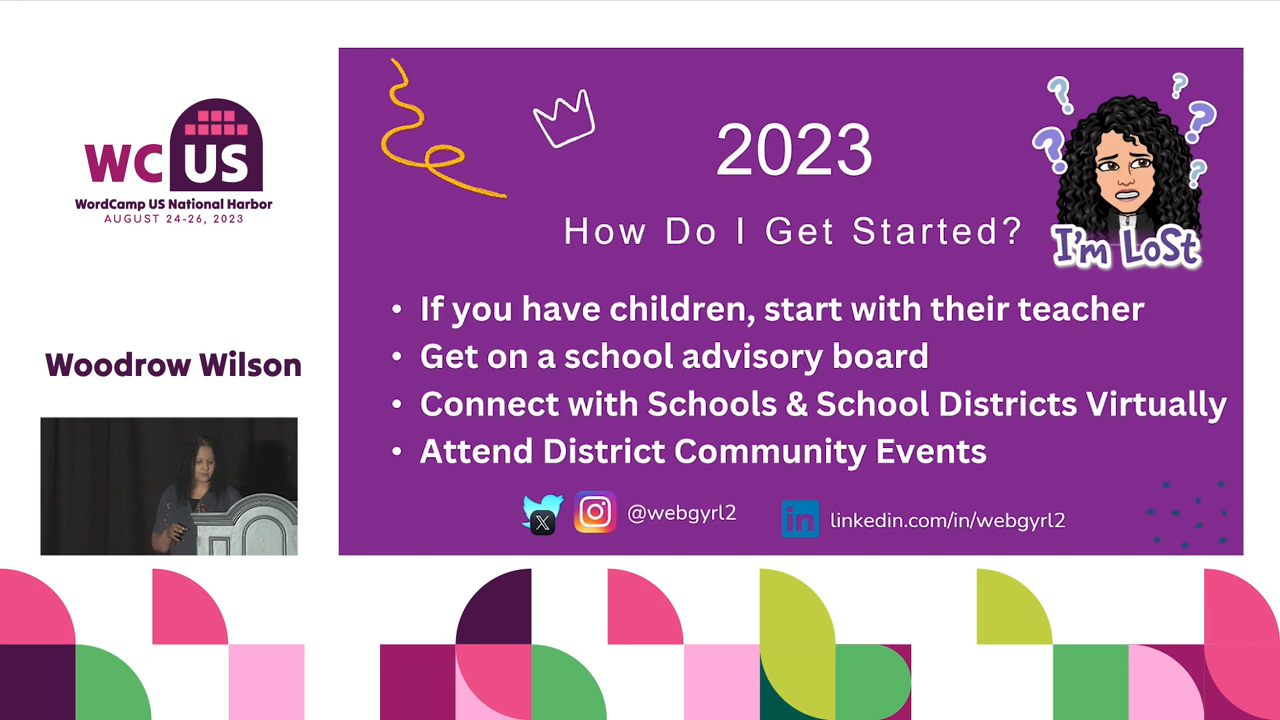 WC US
WordCamp US National Harbor
AUGUST 24-26, 2023
Woodrow Wilson
2023
How Do I Get Started?
I'm LoSt
• If you have children, start with their teacher
• Get on a school advisory board
• Connect with Schools & School Districts Virtually
• Attend District Community Events
@webgyrl2
linkedin.com/in/webgyrl2